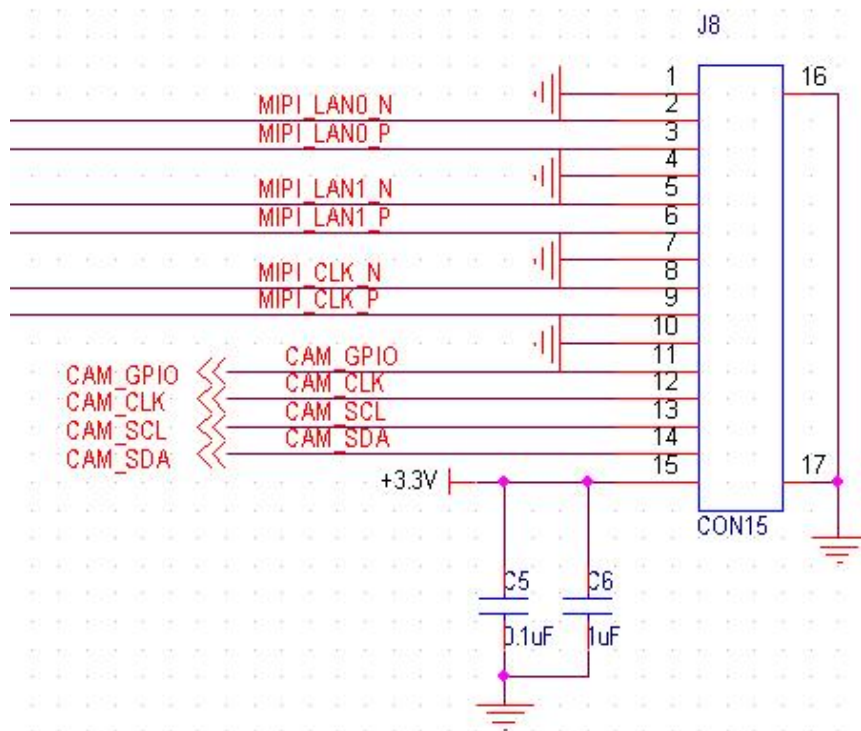 J8
1
16
MIPI_LAN0_N
2
MIPI_LAN0_P
3
4
MIPI_LAN1_N
5
MIPI_LAN1_P
6
7
MIPI_CLK_N
8
MIPI_CLK_P
9
10
CAM_GPIO
CAM_GPIO
11
CAM_CLK
CAM_CLK
12
CAM_SCL
CAM_SCL
13
CAM_SDA
CAM_SDA
14
+3.3V
15
17
CON15
C5
C6
0.1uF
1uF